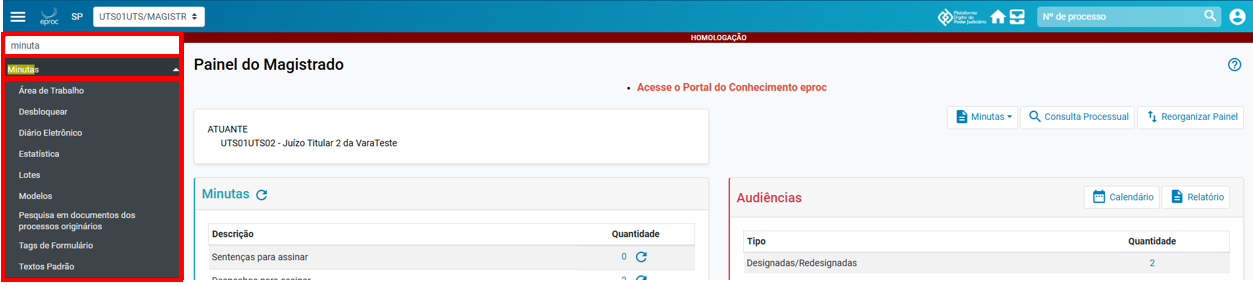 eproc
SP
UTS01UTS/MAGISTR
Plataforma
Digital do
Poder Judiciário
Nº de processo
minuta
HOMOLOGAÇÃO
Minutas
Área de Trabalho
Desbloquear
Diário Eletrônico
Estatística
Lotes
Modelos
Pesquisa em documentos dos
processos originários
Tags de Formulário
Textos Padrão
Painel do Magistrado
• Acesse o Portal do Conhecimento eproc
Minutas
Consulta Processual
Reorganizar Painel
ATUANTE
UTS01UTS02 - Juízo Titular 2 da VaraTeste
Minutas
Descrição Quantidade
Sentenças para assinar 0
Despachos para assinar 2
Audiências
Calendário
Relatório
Tipo Quantidade
Designadas/Redesignadas 2